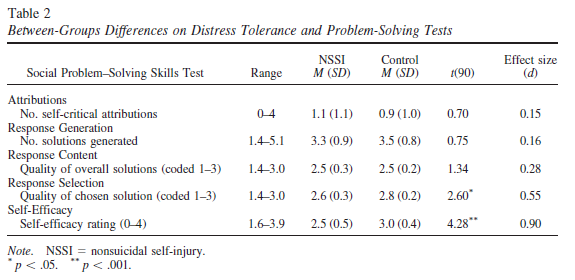 Table 2
Between-Groups Differences on Distress Tolerance and Problem-Solving Tests
NSSI Control Effect size
Social Problem–Solving Skills Test Range M (SD) M (SD) t(90) (d)
Attributions
No. self-critical attributions 0–4 1.1 (1.1) 0.9 (1.0) 0.70 0.15
Response Generation
No. solutions generated 1.4–5.1 3.3 (0.9) 3.5 (0.8) 0.75 0.16
Response Content
Quality of overall solutions (coded 1–3) 1.4–3.0 2.5 (0.3) 2.5 (0.2) 1.34 0.28
Response Selection
Quality of chosen solution (coded 1–3) 1.4–3.0 2.6 (0.3) 2.8 (0.2) 2.60* 0.55
Self-Efficacy
Self-efficacy rating (0–4) 1.6–3.9 2.5 (0.5) 3.0 (0.4) 4.28** 0.90
Note. NSSI = nonsuicidal self-injury.
* p < .05. ** p < .001.